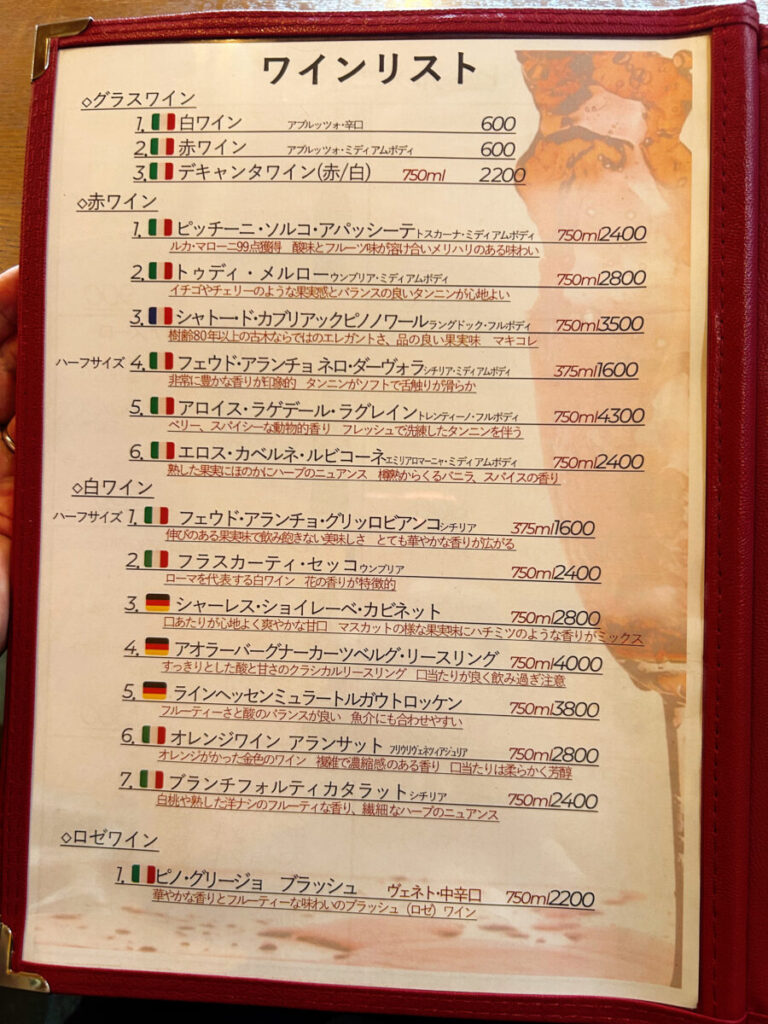 ワインリスト
◇グラスワイン
1. 白ワイン アブルッツォ・辛口 600
2. 赤ワイン アブルッツォ・ミディアムボディ 600
3. デキャンタワイン(赤/白) 750ml 2200
◇赤ワイン
1. ピッチーニ・ソルコ・アパッシーテ トスカーナ・ミディアムボディ 750ml 2400
ルカ・マローニ99点獲得 酸味とフルーツ味が溶け合いメリハリのある味わい
2. トゥディ・メルロー ウンブリア・ミディアムボディ 750ml 2800
イチゴやチェリーのような果実感とバランスの良いタンニンが心地よい
3. シャトー・ド・カブリアックピノノワール ラングドック・フルボディ 750ml 3500
樹齢80年以上の古木ならではのエレガントさ、品の良い果実味 マキコレ
ハーフサイズ 4. フェウド・アランチョ ネロ・ダーヴォラ シチリア・ミディアムボディ 375ml 1600
非常に豊かな香りが印象的 タンニンがソフトで舌触りが滑らか
5. アロイス・ラゲデール・ラグレイン トレンティーノ・フルボディ 750ml 4300
ベリー、スパイシーな動物的香り フレッシュで洗練したタンニンを伴う
6. エロス・カベルネ・ルビコーネ エミリアロマーニャ・ミディアムボディ 750ml 2400
熟した果実にほのかにハーブのニュアンス 樽熟からくるバニラ、スパイスの香り
◇白ワイン
ハーフサイズ 1. フェウド・アランチョ・グリッロビアンコ シチリア 375ml 1600
伸びのある果実味で飲み飽きない美味しさ とても華やかな香りが広がる
2. フラスカーティ・セッコ ウンブリア 750ml 2400
ローマを代表する白ワイン 花の香りが特徴的
3. シャーレス・ショイレーベ・カビネット 750ml 2800
口あたりが心地よく爽やかな甘口 マスカットの様な果実味にハチミツのような香りがミックス
4. アオラーバーグナーカーツベルグ・リースリング 750ml 4000
すっきりとした酸と甘さのクラシカルリースリング 口当たりが良く飲み過ぎ注意
5. ラインヘッセンミュラートルガウトロッケン 750ml 3800
フルーティーさと酸のバランスが良い 魚介にも合わせやすい
6. オレンジワイン アランサット フリウリヴェネツィアジュリア 750ml 2800
オレンジがかった金色のワイン 複雑で濃縮感のある香り 口当たりは柔らかく芳醇
7. ブランチフォルティカタラット シチリア 750ml 2400
白桃や熟した洋ナシのフルーティな香り、繊細なハーブのニュアンス
◇ロゼワイン
1. ピノ・グリージョ ブラッシュ ヴェネト・中辛口 750ml 2200
華やかな香りとフルーティーな味わいのブラッシュ（ロゼ）ワイン